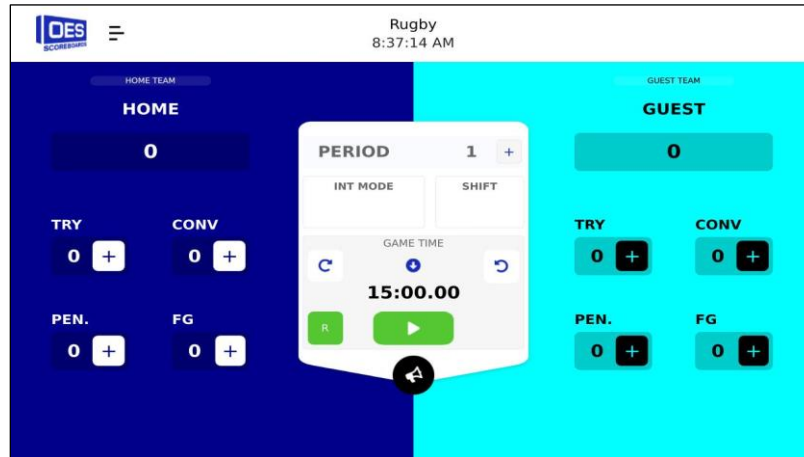 OES
SCOREBOARDS
Rugby
8:37:14 AM
HOME TEAM
HOME
0
TRY
CONV
0 +
0 +
PEN.
FG
0 +
0 +
PERIOD 1 +
INT MODE
SHIFT
GAME TIME
15:00.00
R
GUEST TEAM
GUEST
0
TRY
CONV
0 +
0 +
PEN.
FG
0 +
0 +